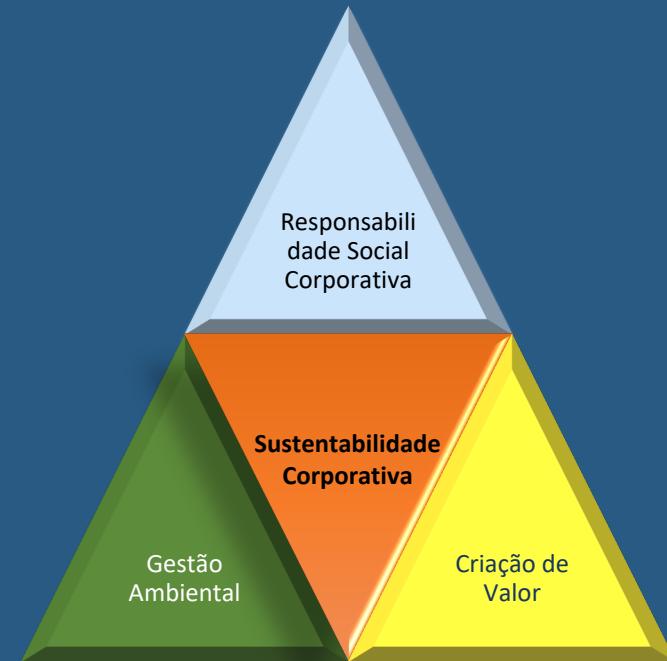 Responsabili
dade Social
Corporativa
Sustentabilidade
Corporativa
Gestão
Ambiental
Criação de
Valor